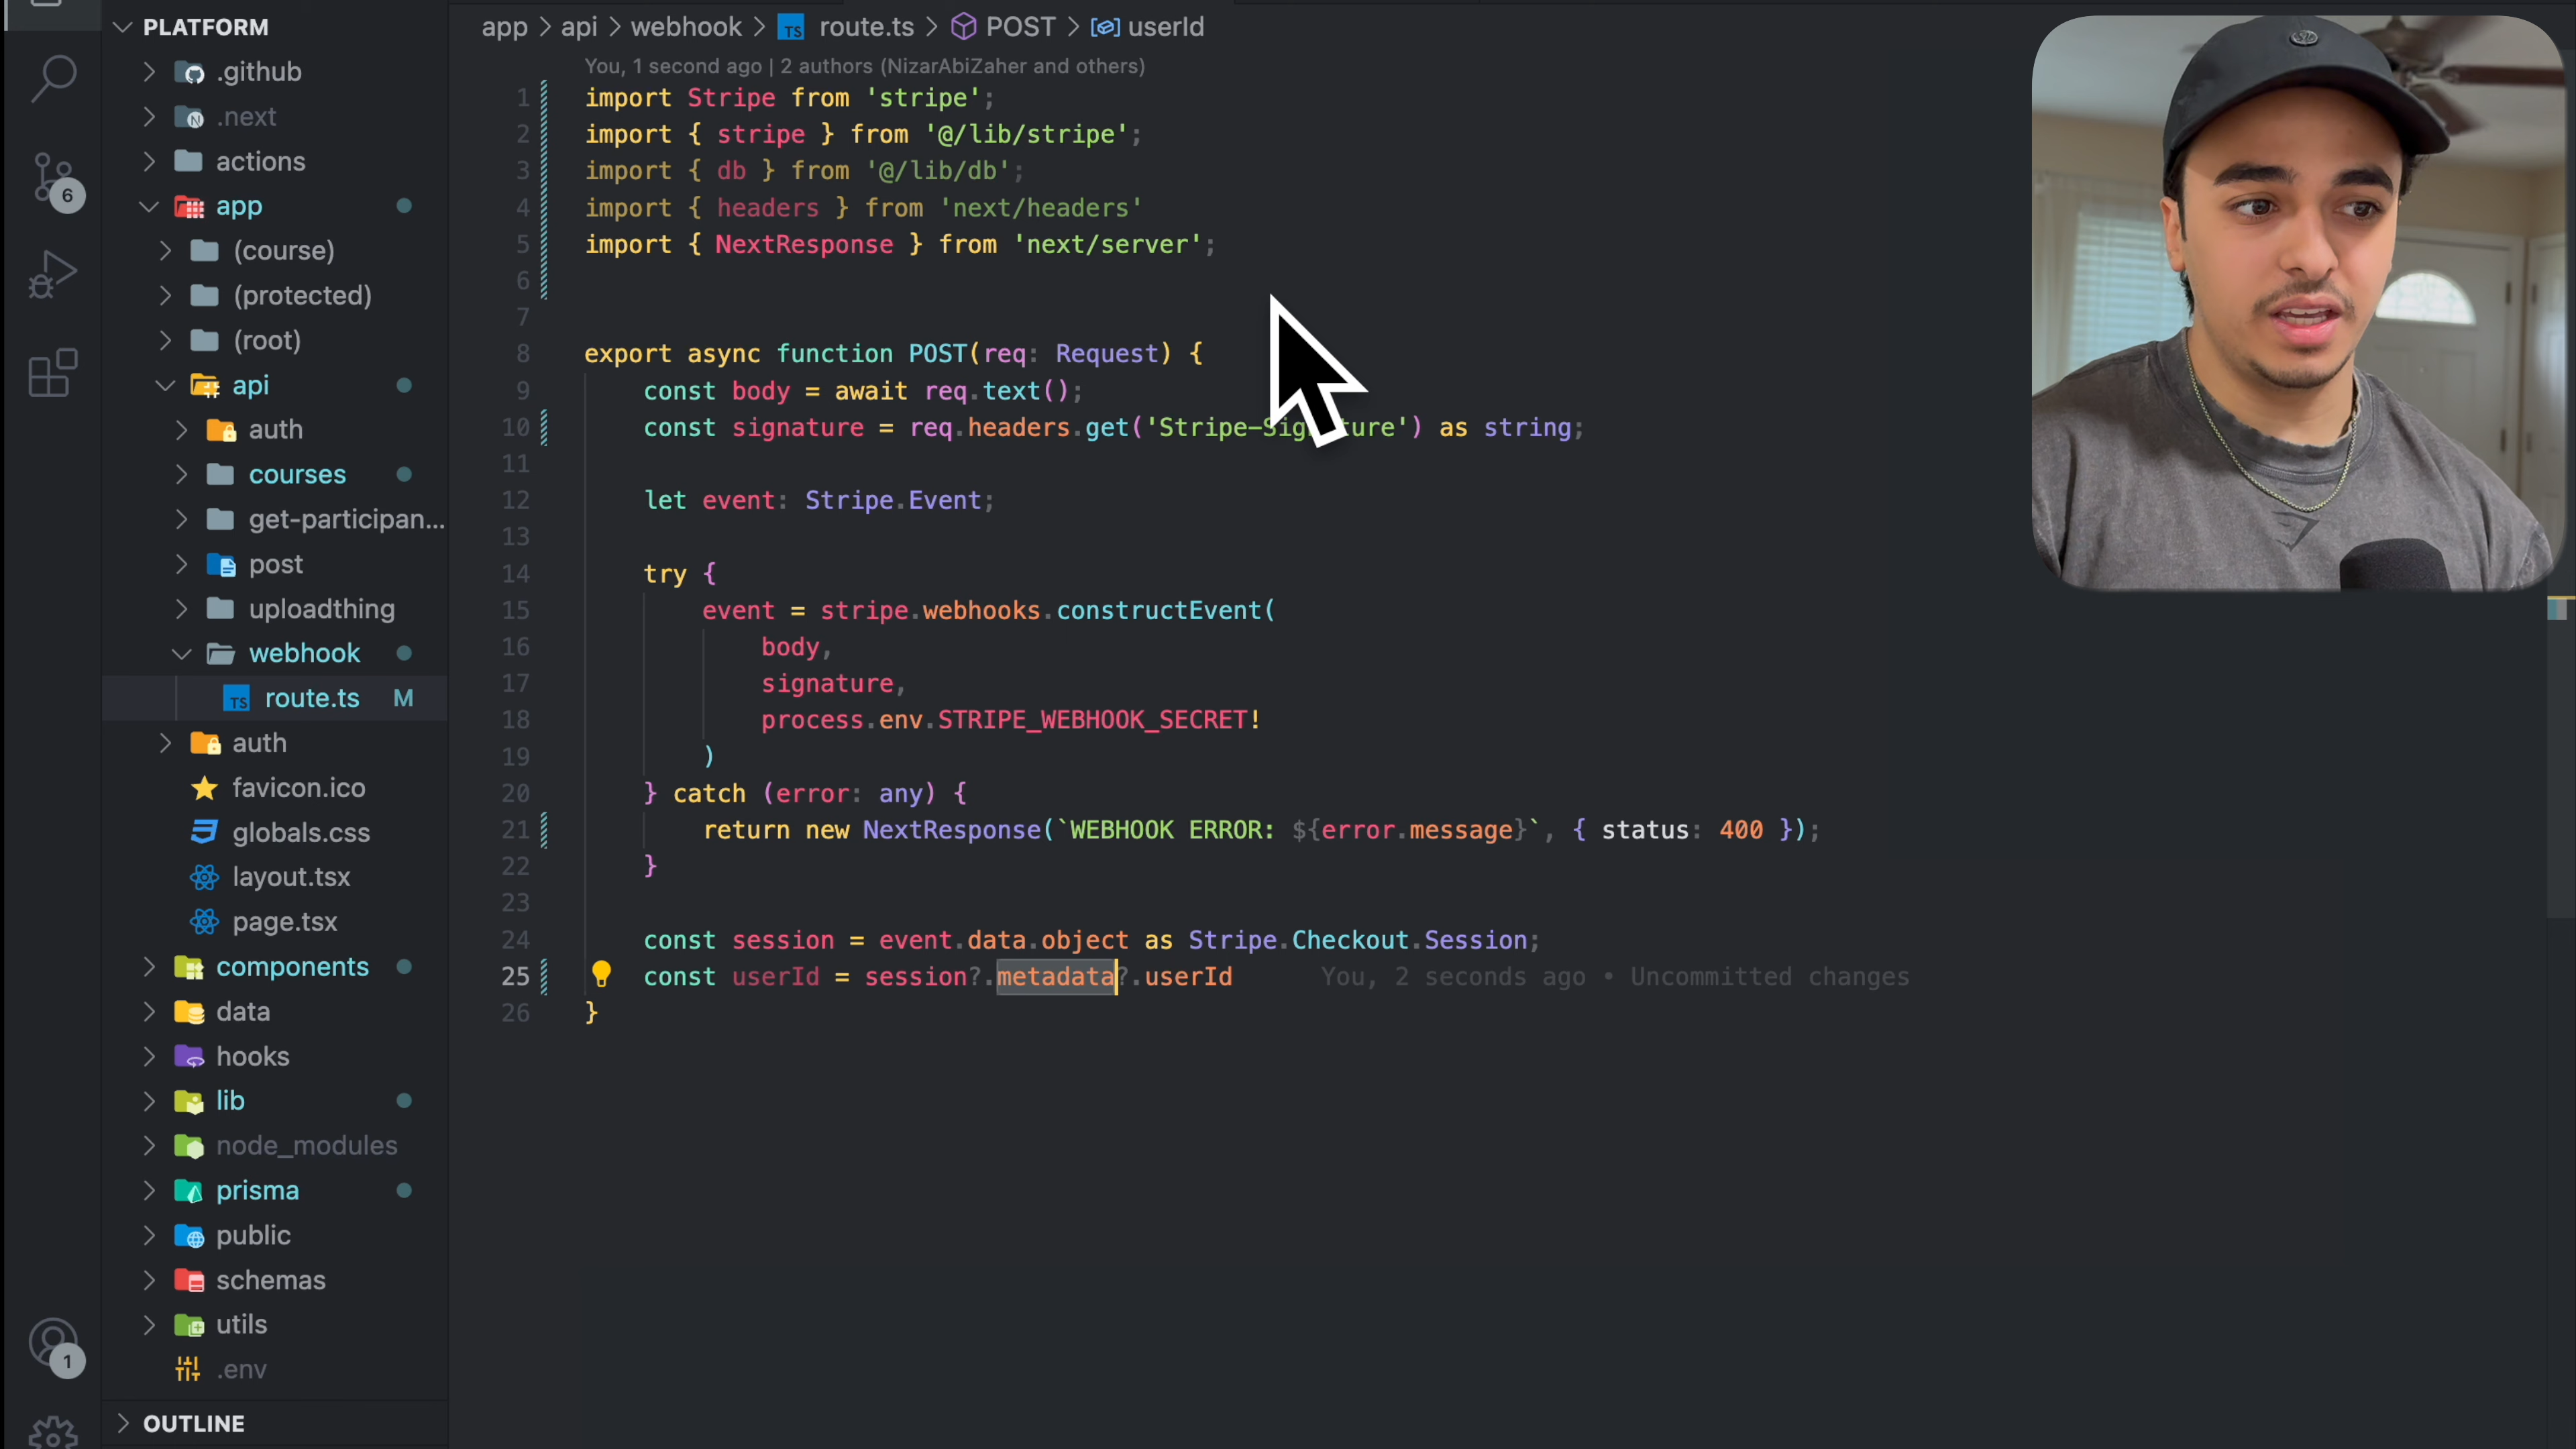 PLATFORM
.github
.next
actions
app
(course)
(protected)
(root)
api
auth
courses
get-participan...
post
uploadthing
webhook
route.ts M
auth
favicon.ico
globals.css
layout.tsx
page.tsx
components
data
hooks
lib
node_modules
prisma
public
schemas
utils
.env
OUTLINE
6
1
app > api > webhook > TS route.ts > POST > userId
You, 1 second ago | 2 authors (NizarAbiZaher and others)
1 import Stripe from 'stripe';
2 import { stripe } from '@/lib/stripe';
3 import { db } from '@/lib/db';
4 import { headers } from 'next/headers'
5 import { NextResponse } from 'next/server';
6
7
8 export async function POST(req: Request) {
9 const body = await req.text();
10 const signature = req.headers.get('Stripe-Signature') as string;
11
12 let event: Stripe.Event;
13
14 try {
15 event = stripe.webhooks.constructEvent(
16 body,
17 signature,
18 process.env.STRIPE_WEBHOOK_SECRET!
19 )
20 } catch (error: any) {
21 return new NextResponse(`WEBHOOK ERROR: ${error.message}`, { status: 400 });
22 }
23
24 const session = event.data.object as Stripe.Checkout.Session;
25 const userId = session?.metadata?.userId You, 2 seconds ago • Uncommitted changes
26 }